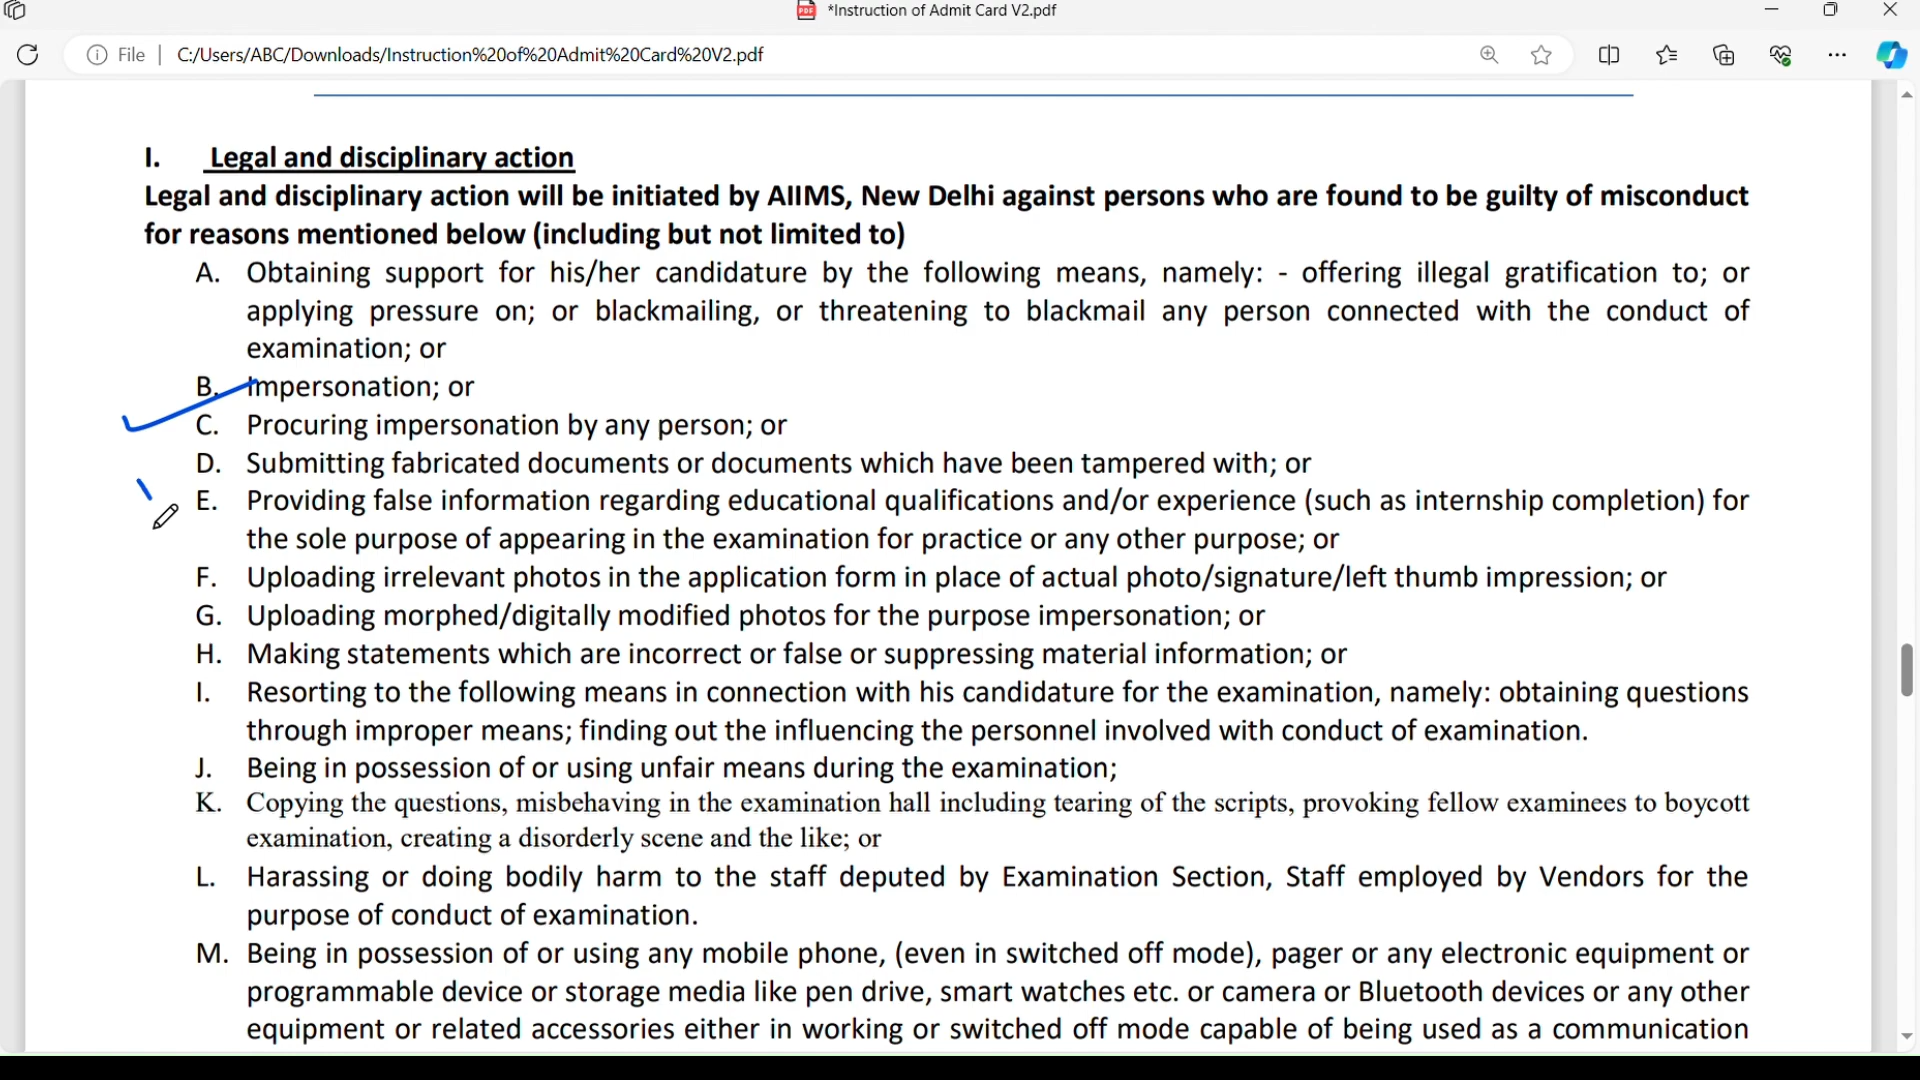 *Instruction of Admit Card V2.pdf
File | C:/Users/ABC/Downloads/Instruction%20of%20Admit%20Card%20V2.pdf
I. Legal and disciplinary action
Legal and disciplinary action will be initiated by AIIMS, New Delhi against persons who are found to be guilty of misconduct
for reasons mentioned below (including but not limited to)
A. Obtaining support for his/her candidature by the following means, namely: - offering illegal gratification to; or
applying pressure on; or blackmailing, or threatening to blackmail any person connected with the conduct of
examination; or
B. Impersonation; or
C. Procuring impersonation by any person; or
D. Submitting fabricated documents or documents which have been tampered with; or
E. Providing false information regarding educational qualifications and/or experience (such as internship completion) for
the sole purpose of appearing in the examination for practice or any other purpose; or
F. Uploading irrelevant photos in the application form in place of actual photo/signature/left thumb impression; or
G. Uploading morphed/digitally modified photos for the purpose impersonation; or
H. Making statements which are incorrect or false or suppressing material information; or
I. Resorting to the following means in connection with his candidature for the examination, namely: obtaining questions
through improper means; finding out the influencing the personnel involved with conduct of examination.
J. Being in possession of or using unfair means during the examination;
K. Copying the questions, misbehaving in the examination hall including tearing of the scripts, provoking fellow examinees to boycott
examination, creating a disorderly scene and the like; or
L. Harassing or doing bodily harm to the staff deputed by Examination Section, Staff employed by Vendors for the
purpose of conduct of examination.
M. Being in possession of or using any mobile phone, (even in switched off mode), pager or any electronic equipment or
programmable device or storage media like pen drive, smart watches etc. or camera or Bluetooth devices or any other
equipment or related accessories either in working or switched off mode capable of being used as a communication